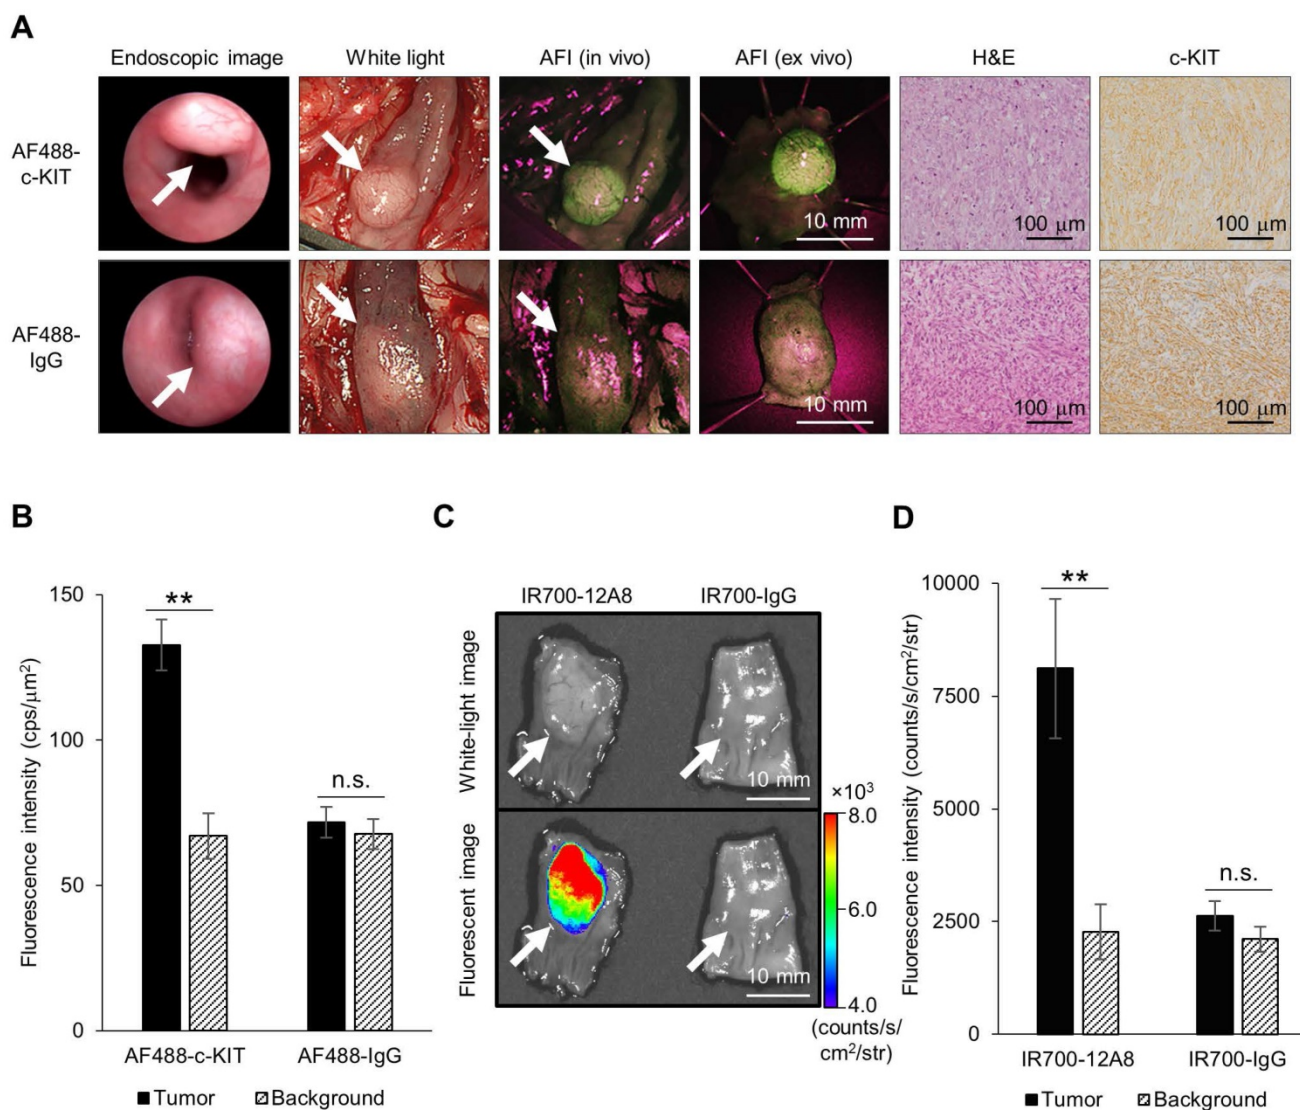 A
Endoscopic image White light AFI (in vivo) AFI (ex vivo) H&E c-KIT
AF488-
c-KIT
10 mm 100 μm 100 μm
AF488-
IgG
10 mm 100 μm 100 μm
B
Fluorescence intensity (cps/μm²)
150
100
50
0
**
n.s.
AF488-c-KIT AF488-IgG
Tumor Background
C
IR700-12A8 IR700-IgG
White-light image
10 mm
Fluorescent image
10 mm
×10³
8.0
6.0
4.0
(counts/s/
cm²/str)
D
Fluorescence intensity (counts/s/cm²/str)
10000
7500
5000
2500
0
**
n.s.
IR700-12A8 IR700-IgG
Tumor Background